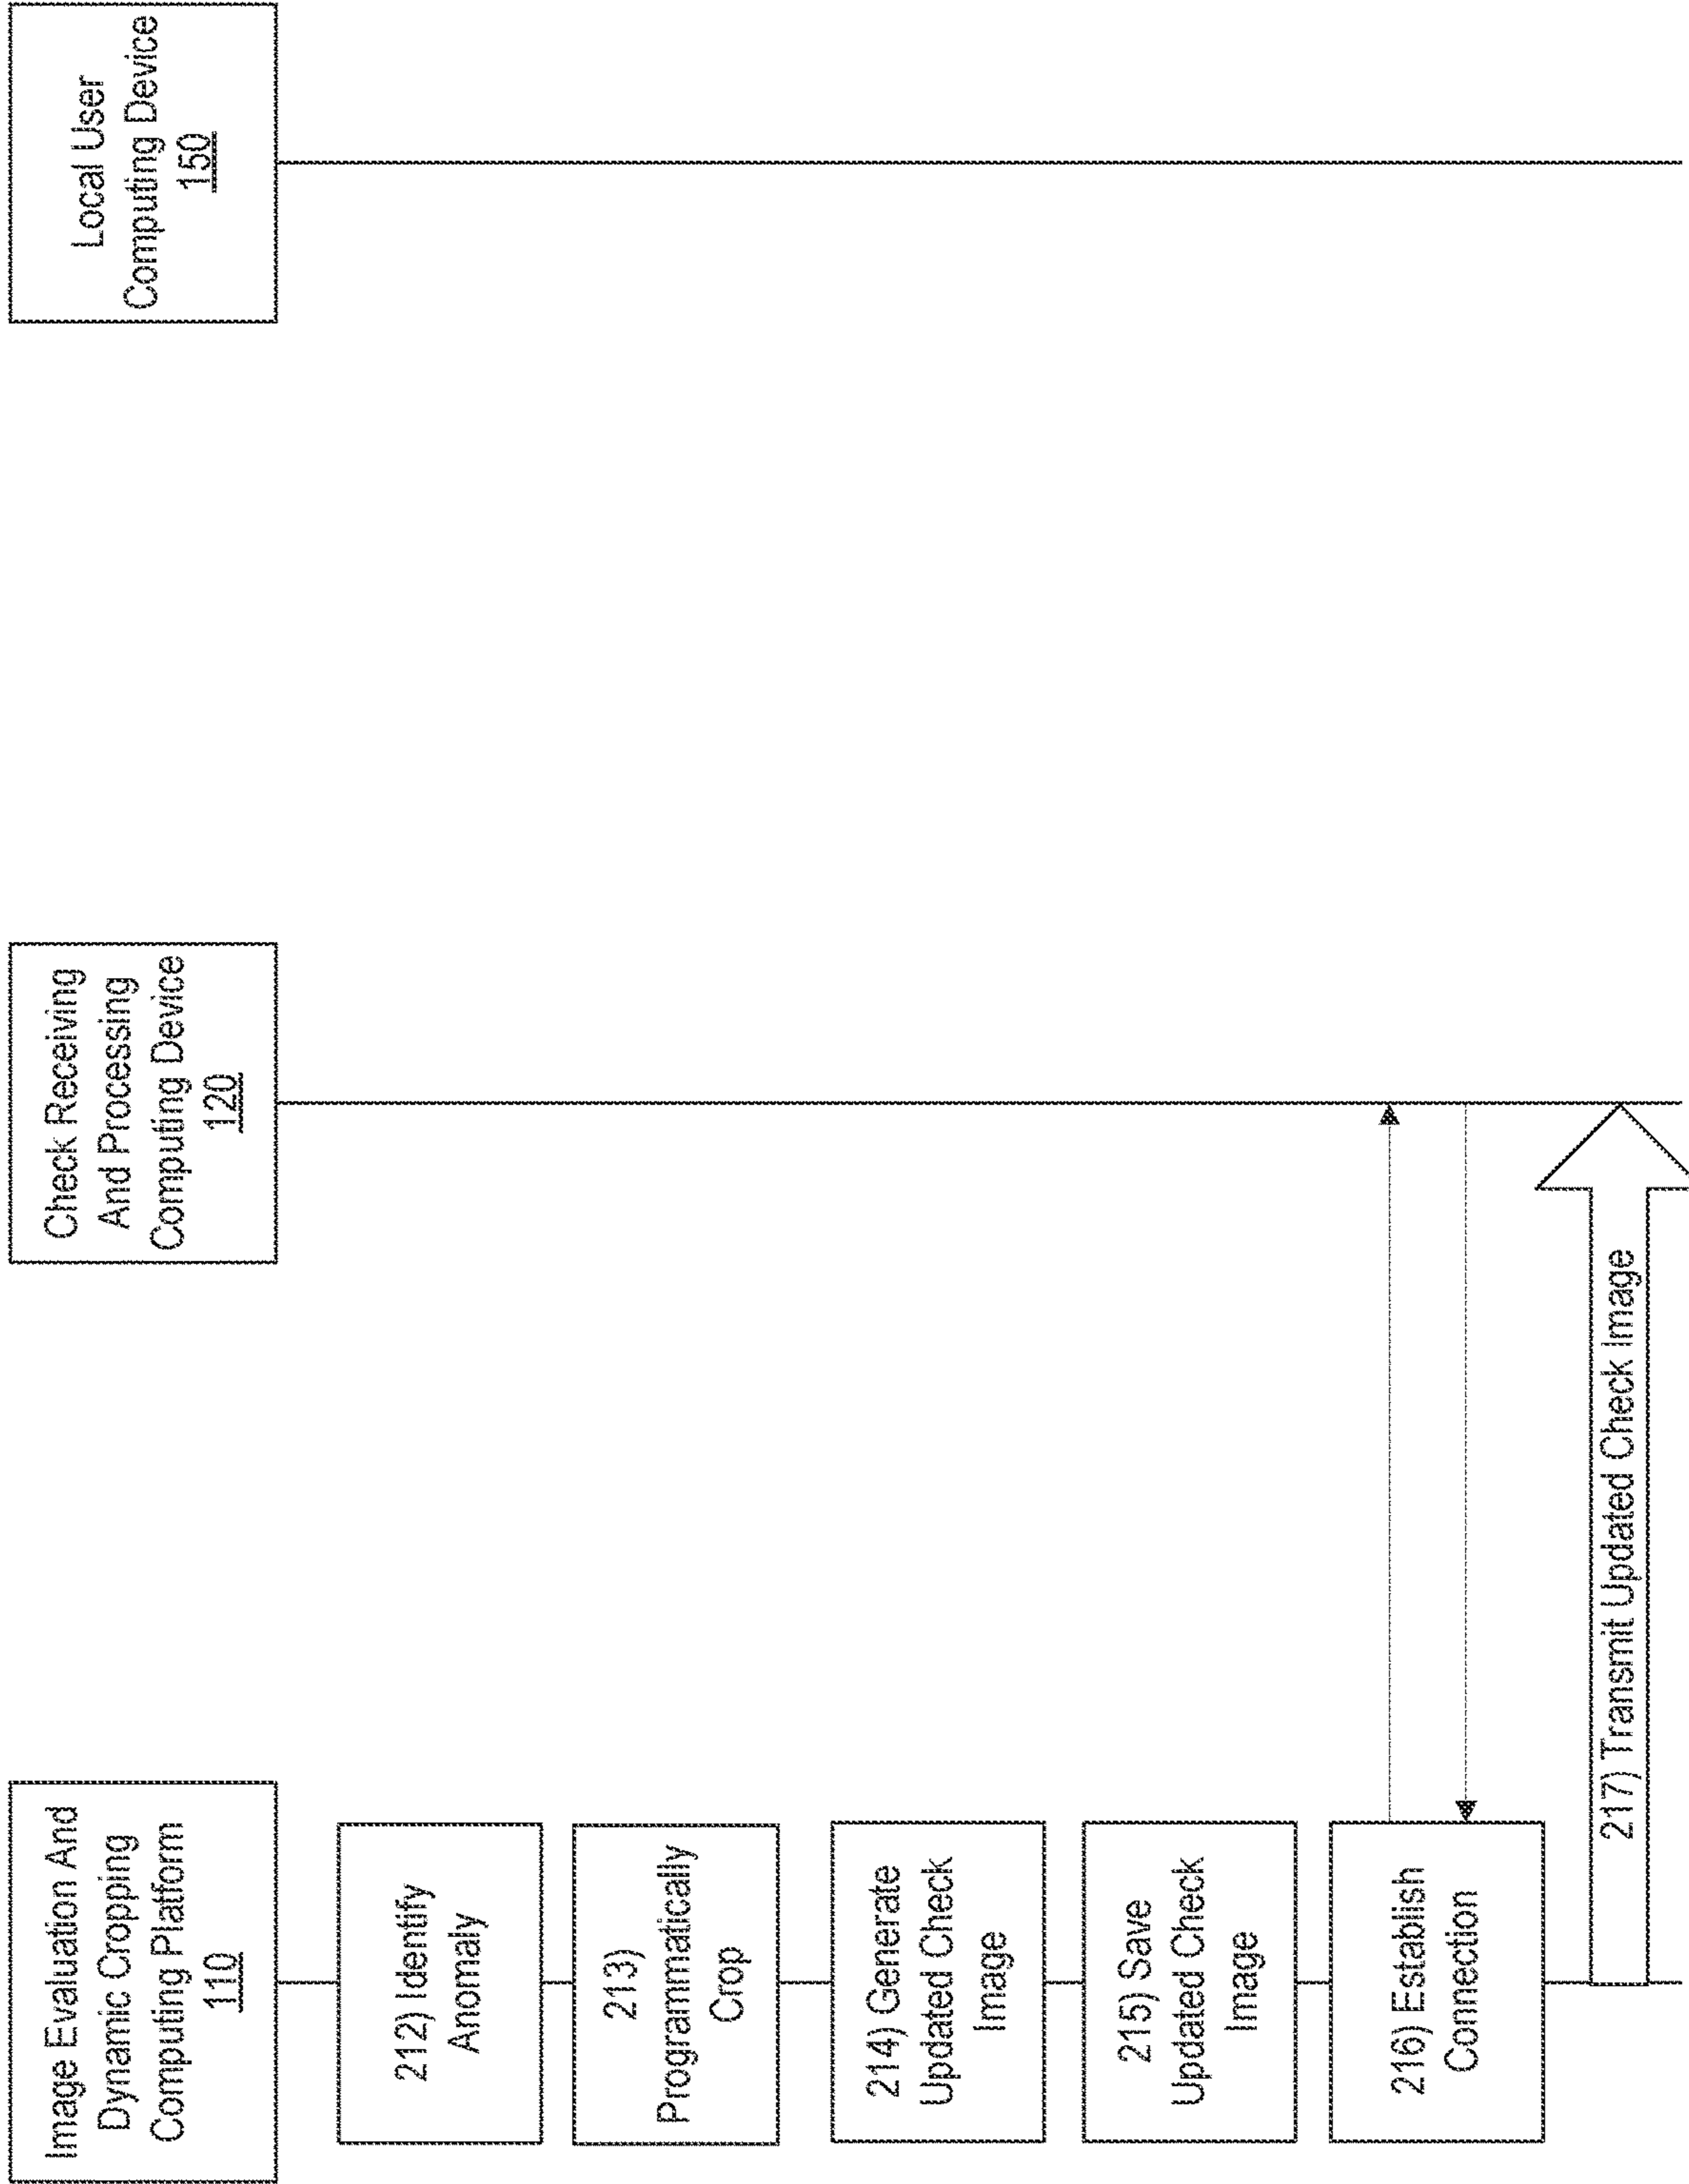 Image Evaluation And
Dynamic Cropping
Computing Platform
110
Check Receiving
And Processing
Computing Device
120
Local User
Computing Device
150
212) Identify
Anomaly
213)
Programmatically
Crop
214) Generate
Updated Check
Image
215) Save
Updated Check
Image
216) Establish
Connection
217) Transmit Updated Check Image